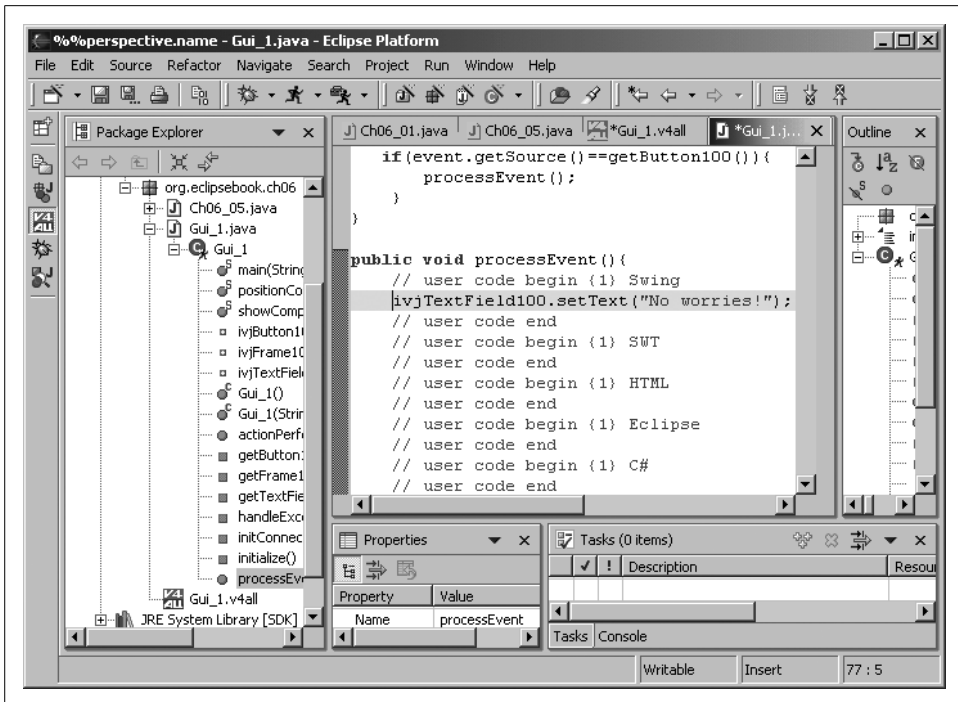 %%perspective.name - Gui_1.java - Eclipse Platform
File Edit Source Refactor Navigate Search Project Run Window Help
Package Explorer
org.eclipsebook.ch06
Ch06_05.java
Gui_1.java
Gui_1
main(String
positionCo
showComp
ivjButton10
ivjFrame10
ivjTextFiel
Gui_1()
Gui_1(Strin
actionPerfo
getButton1
getFrame1
getTextFie
handleExc
initConnec
initialize()
processEv
Gui_1.v4all
JRE System Library [SDK]
Ch06_01.java Ch06_05.java *Gui_1.v4all *Gui_1.j...
if(event.getSource()==getButton100()){
processEvent();
}
}
public void processEvent(){
// user code begin {1} Swing
ivjTextField100.setText("No worries!");
// user code end
// user code begin {1} SWT
// user code end
// user code begin {1} HTML
// user code end
// user code begin {1} Eclipse
// user code end
// user code begin {1} C#
// user code end
Outline
Properties
Property Value
Name processEvent
Tasks (0 items)
! Description Resou
Tasks Console
Writable Insert 77 : 5